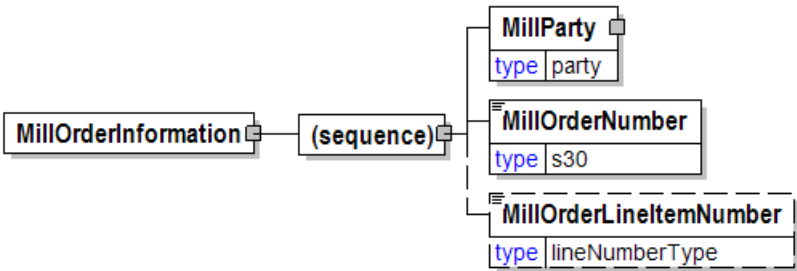 MillParty
type party
MillOrderInformation
(sequence)
MillOrderNumber
type s30
MillOrderLineItemNumber
type lineNumberType